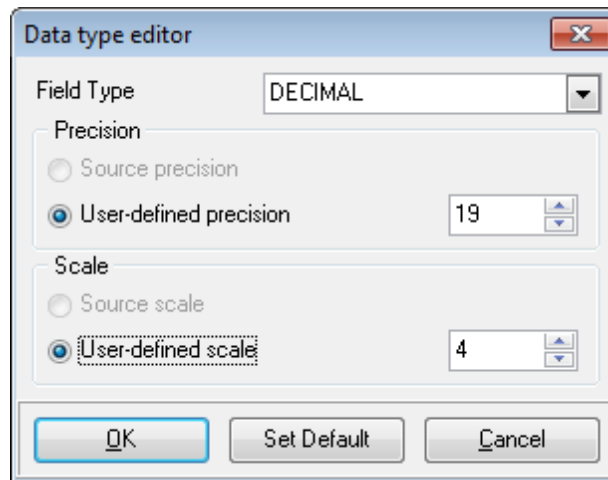 Data type editor
Field Type DECIMAL
Precision
Source precision
User-defined precision 19
Scale
Source scale
User-defined scale 4
OK Set Default Cancel